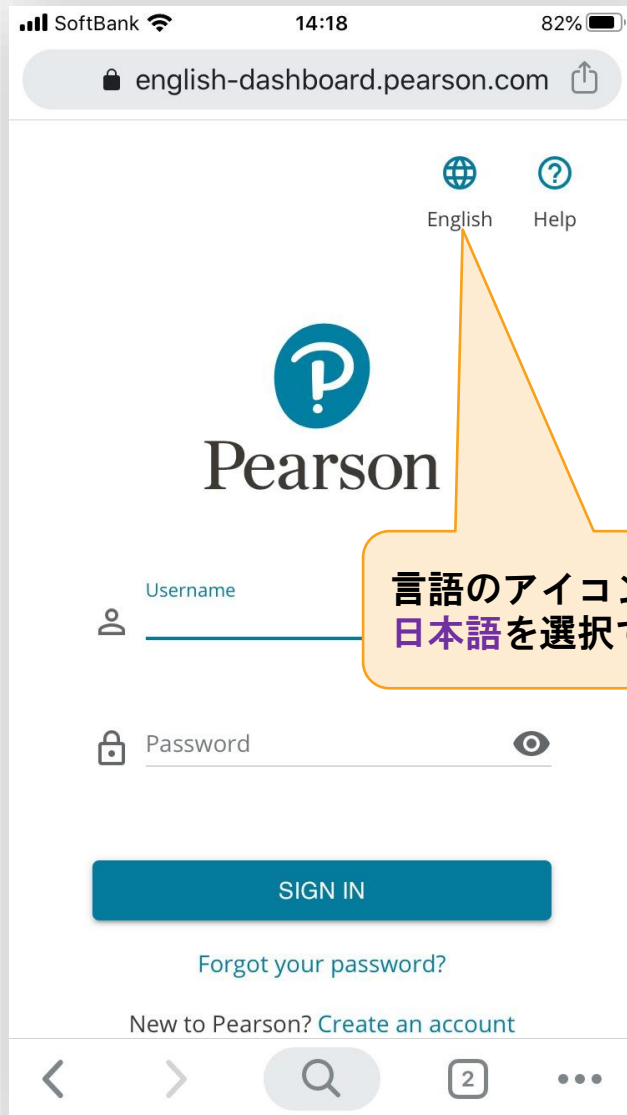 SoftBank 14:18 82%
english-dashboard.pearson.com
English Help
Pearson
Username
言語のアイコン
日本語を選択
Password
SIGN IN
Forgot your password?
New to Pearson? Create an account
2